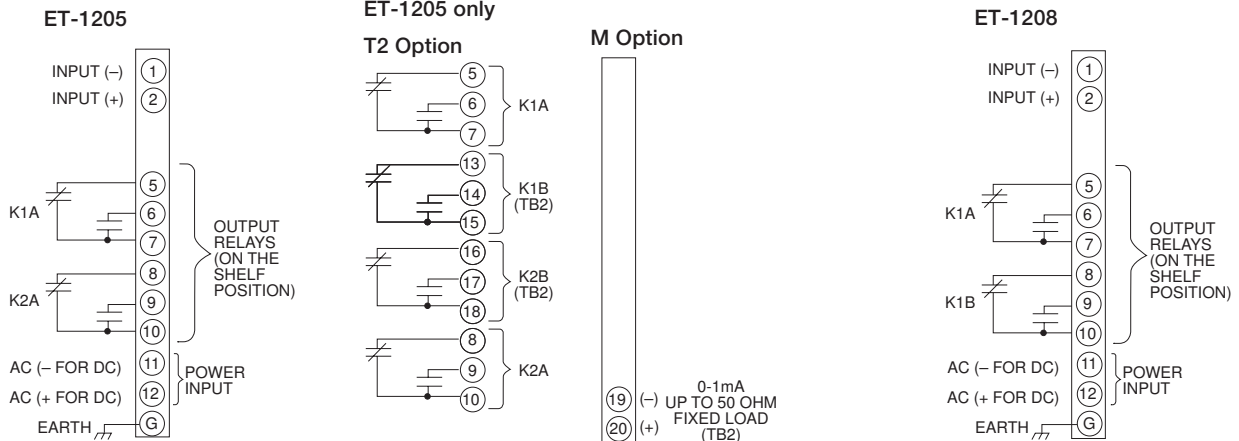 ET-1205
INPUT (–)
1
INPUT (+)
2
5
K1A
6
7
8
K2A
9
10
OUTPUT
RELAYS
(ON THE
SHELF
POSITION)
AC (– FOR DC)
11
AC (+ FOR DC)
12
POWER
INPUT
EARTH
G
ET-1205 only
T2 Option
5
6
7
K1A
13
14
15
K1B
(TB2)
16
17
18
K2B
(TB2)
8
9
10
K2A
M Option
19 (–)
20 (+)
0-1mA
UP TO 50 OHM
FIXED LOAD
(TB2)
ET-1208
INPUT (–)
1
INPUT (+)
2
5
K1A
6
7
8
K1B
9
10
OUTPUT
RELAYS
(ON THE
SHELF
POSITION)
AC (– FOR DC)
11
AC (+ FOR DC)
12
POWER
INPUT
EARTH
G